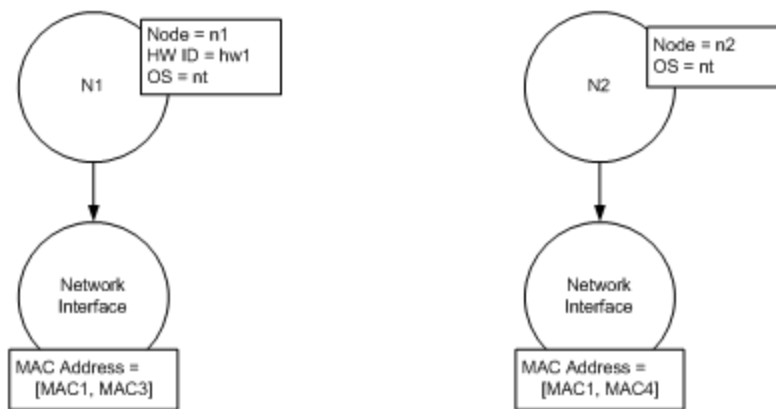 N1
Node = n1
HW ID = hw1
OS = nt
Network
Interface
MAC Address =
[MAC1, MAC3]
N2
Node = n2
OS = nt
Network
Interface
MAC Address =
[MAC1, MAC4]